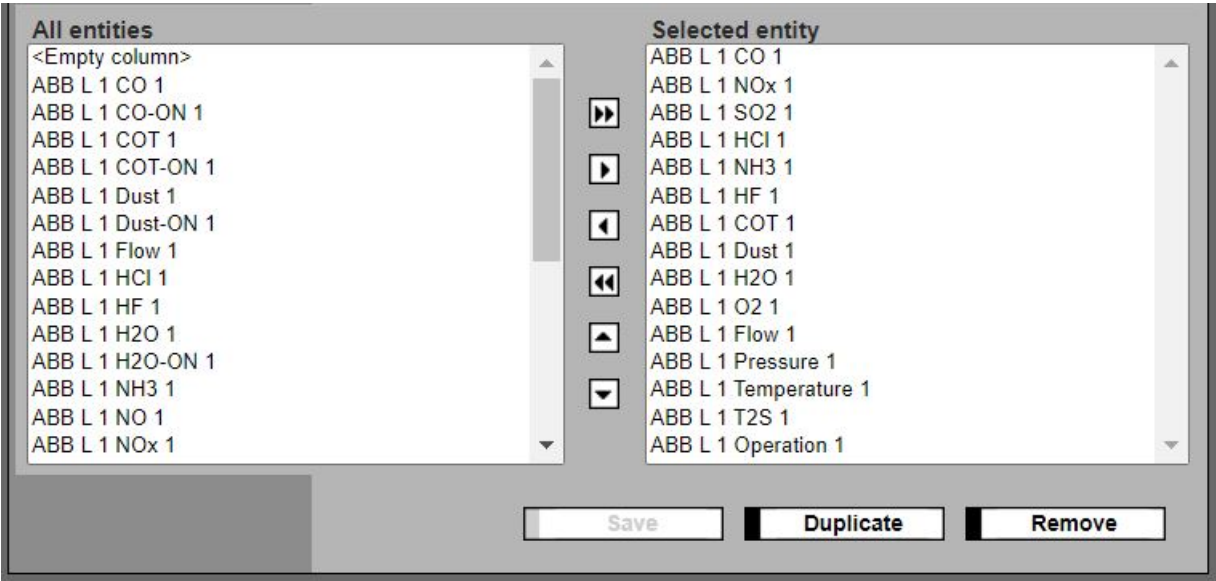 All entities
<Empty column>
ABB L 1 CO 1
ABB L 1 CO-ON 1
ABB L 1 COT 1
ABB L 1 COT-ON 1
ABB L 1 Dust 1
ABB L 1 Dust-ON 1
ABB L 1 Flow 1
ABB L 1 HCl 1
ABB L 1 HF 1
ABB L 1 H2O 1
ABB L 1 H2O-ON 1
ABB L 1 NH3 1
ABB L 1 NO 1
ABB L 1 NOx 1
Selected entity
ABB L 1 CO 1
ABB L 1 NOx 1
ABB L 1 SO2 1
ABB L 1 HCl 1
ABB L 1 NH3 1
ABB L 1 HF 1
ABB L 1 COT 1
ABB L 1 Dust 1
ABB L 1 H2O 1
ABB L 1 O2 1
ABB L 1 Flow 1
ABB L 1 Pressure 1
ABB L 1 Temperature 1
ABB L 1 T2S 1
ABB L 1 Operation 1
Save
Duplicate
Remove